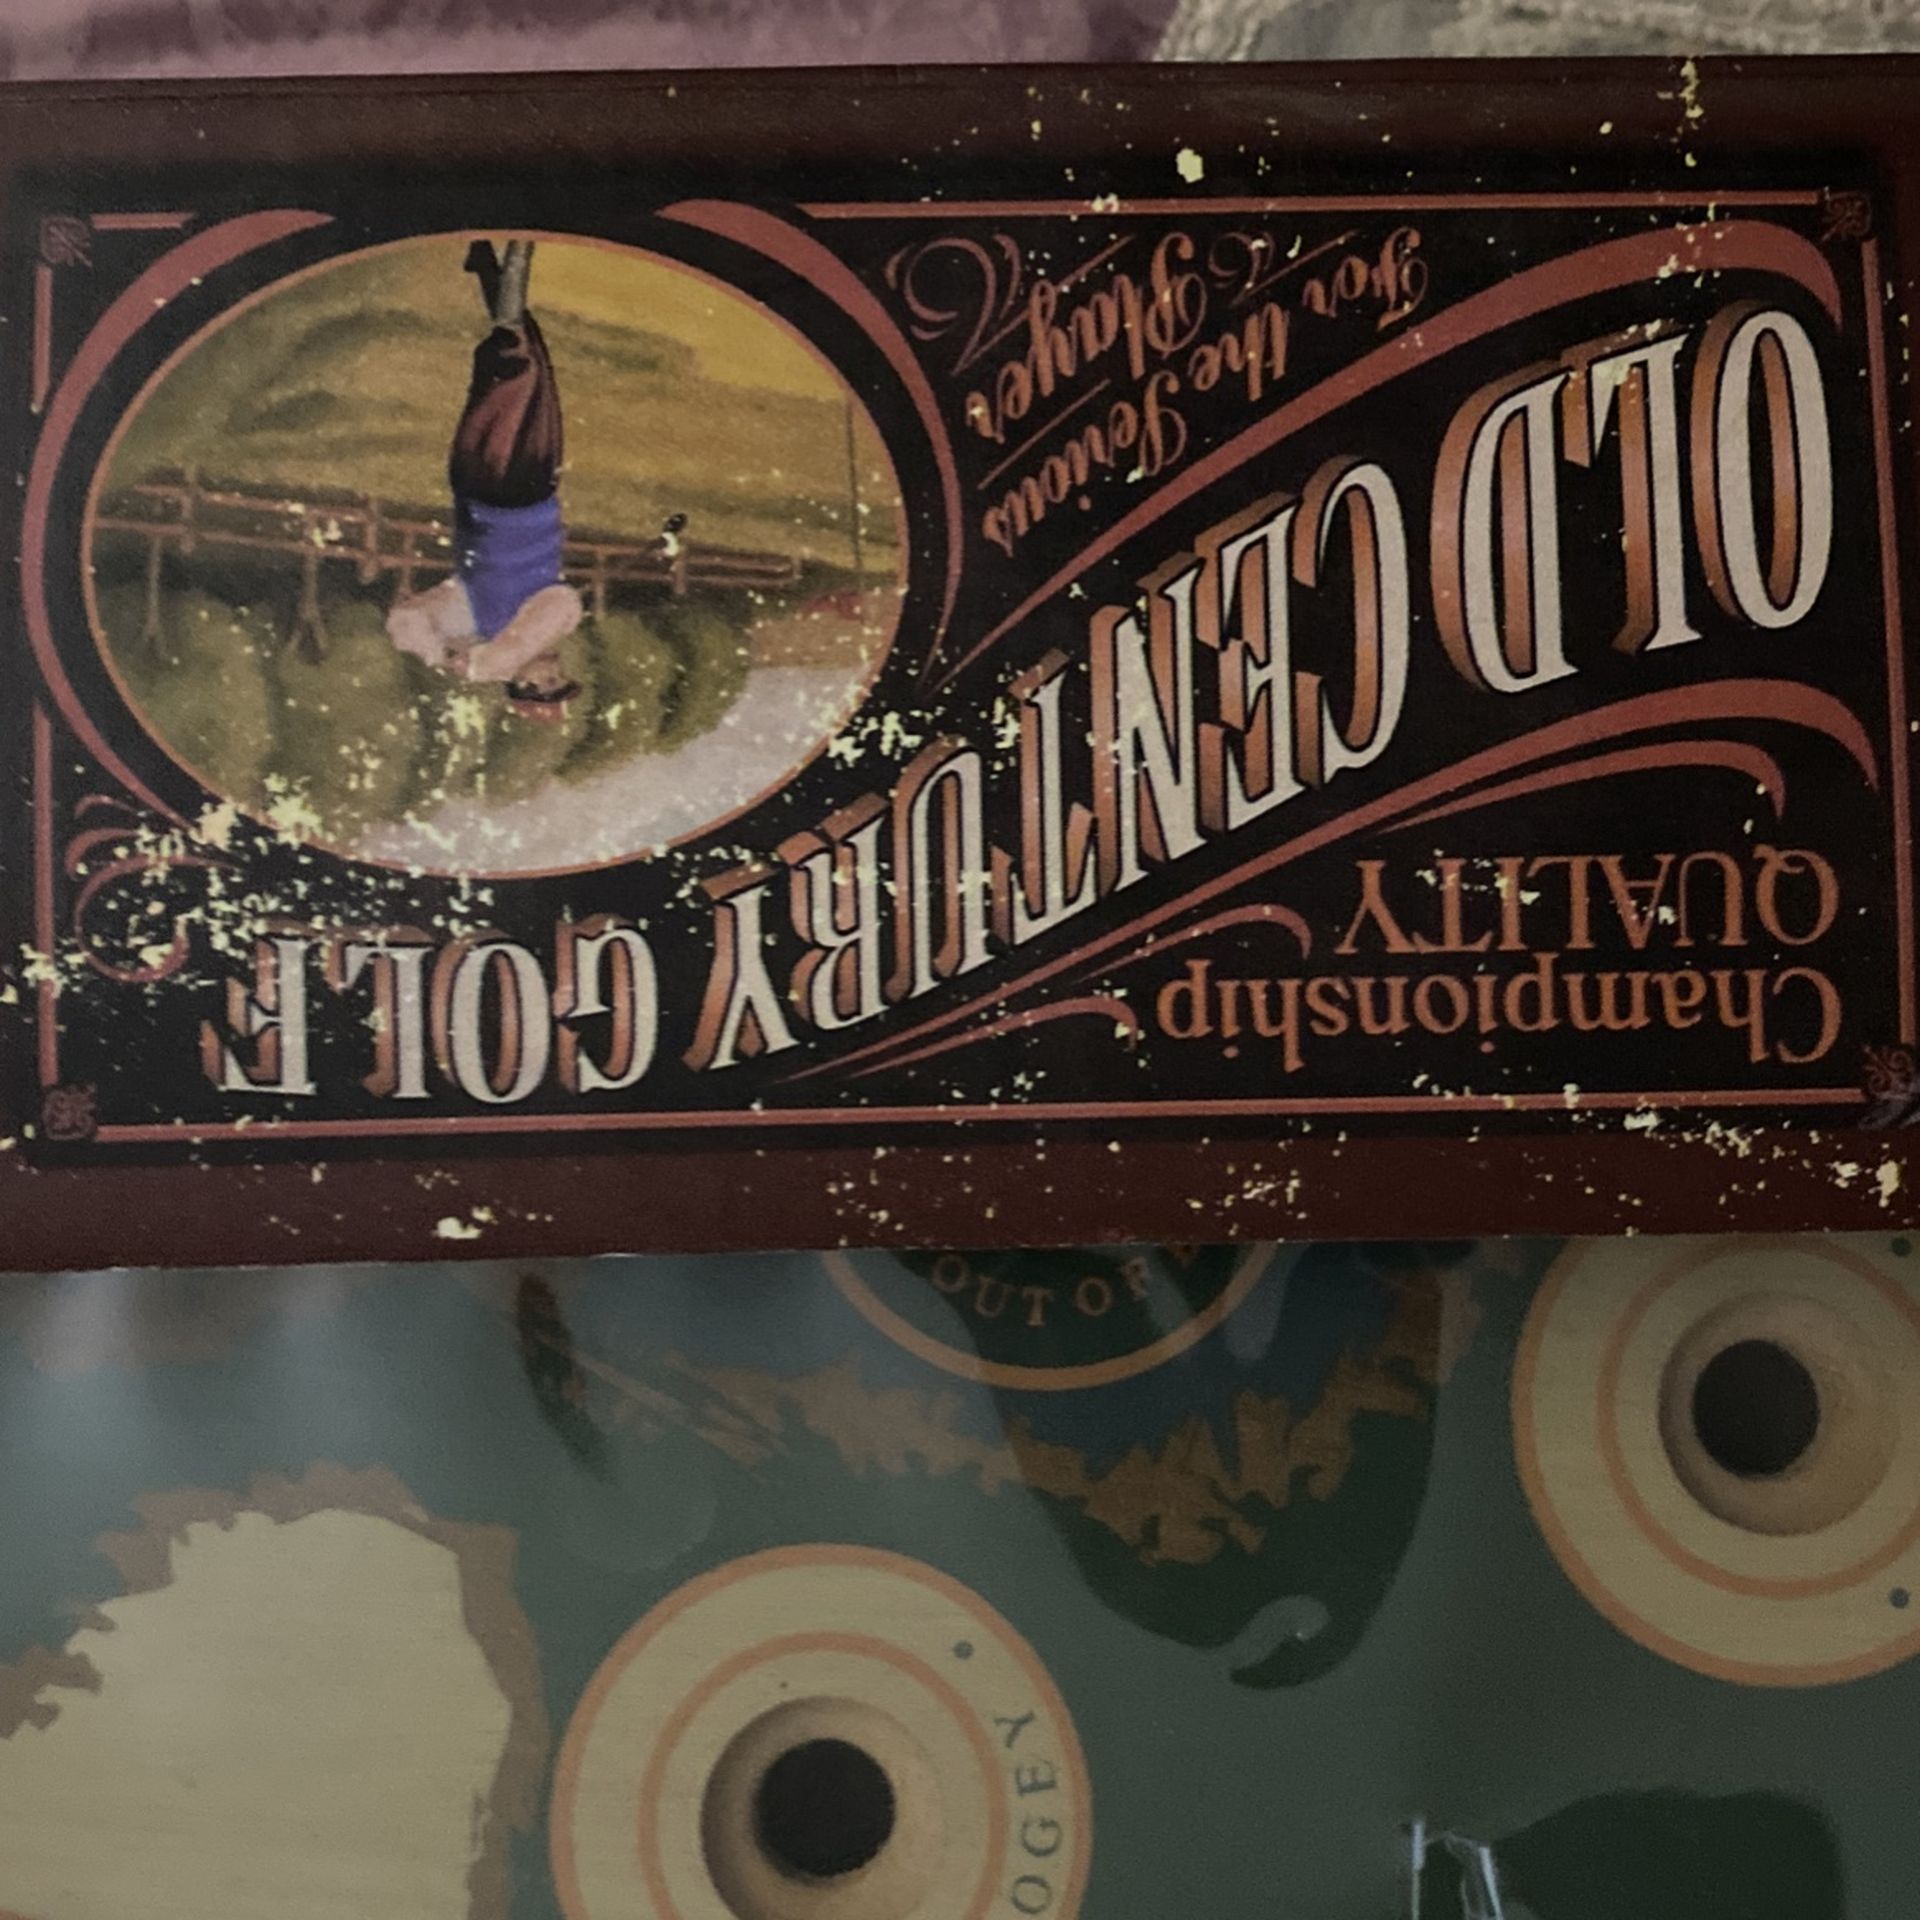 Championship
QUALITY
OLD CENTURY GOLF
For the
Serious
Player
OUT OF
OGEY